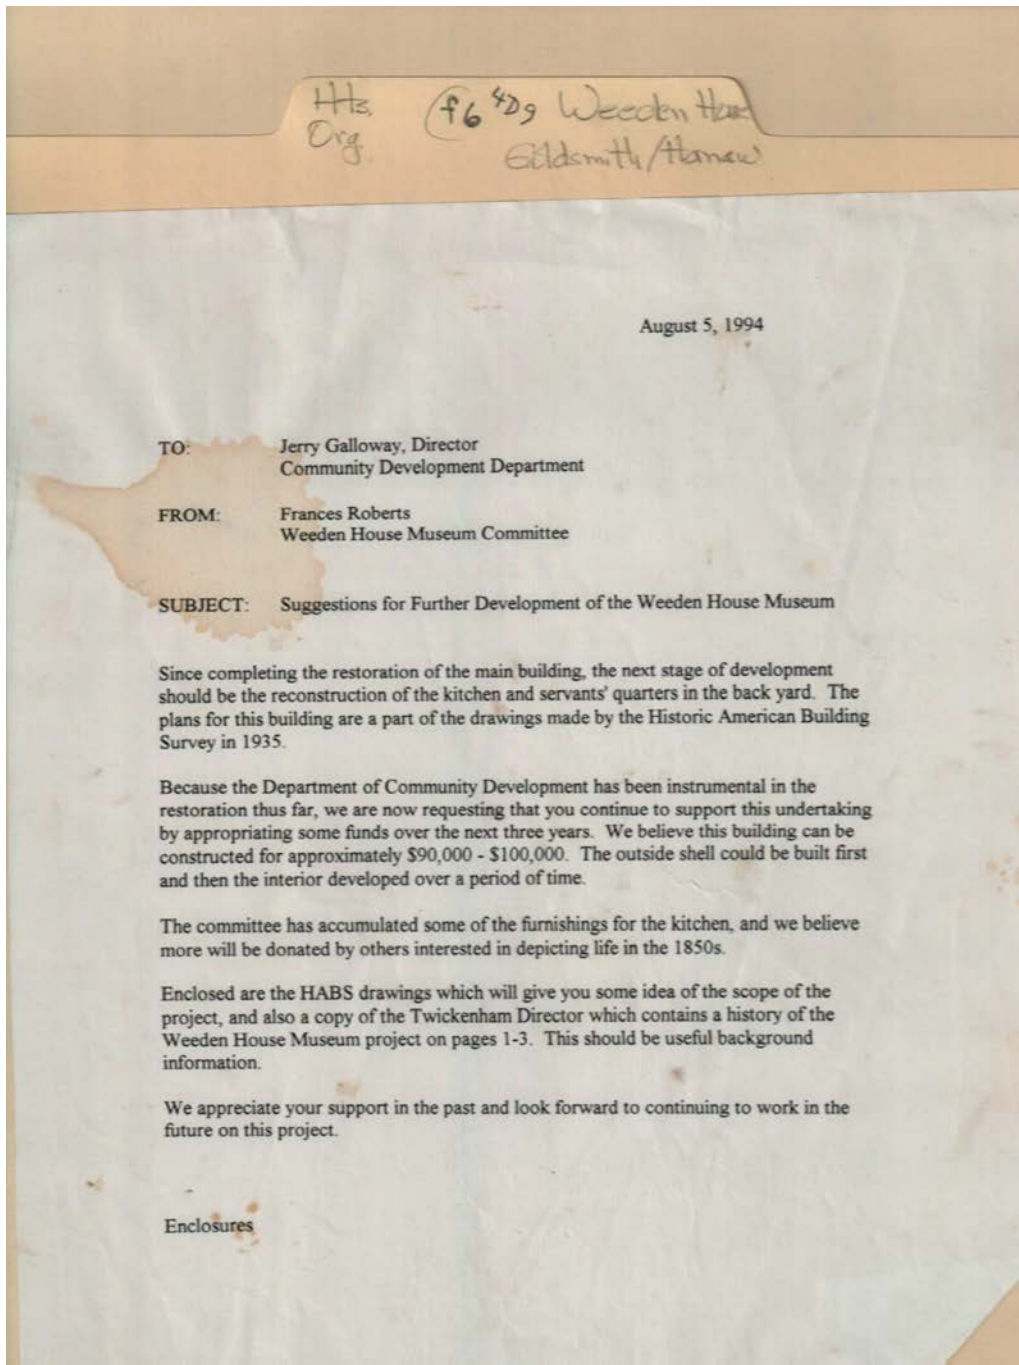 Hts. (f6 4Dg Weeden House
Org. Goldsmith/
August 5, 1994
TO: Jerry Galloway, Director
Community Development Department
FROM: Frances Roberts
Weeden House Museum Committee
SUBJECT: Suggestions for Further Development of the Weeden House Museum
Since completing the restoration of the main building, the next stage of development
should be the reconstruction of the kitchen and servants' quarters in the back yard. The
plans for this building are a part of the drawings made by the Historic American Building
Survey in 1935.
Because the Department of Community Development has been instrumental in the
restoration thus far, we are now requesting that you continue to support this undertaking
by appropriating some funds over the next three years. We believe this building can be
constructed for approximately $90,000 - $100,000. The outside shell could be built first
and then the interior developed over a period of time.
The committee has accumulated some of the furnishings for the kitchen, and we believe
more will be donated by others interested in depicting life in the 1850s.
Enclosed are the HABS drawings which will give you some idea of the scope of the
project, and also a copy of the Twickenham Director which contains a history of the
Weeden House Museum project on pages 1-3. This should be useful background
information.
We appreciate your support in the past and look forward to continuing to work in the
future on this project.
Enclosures